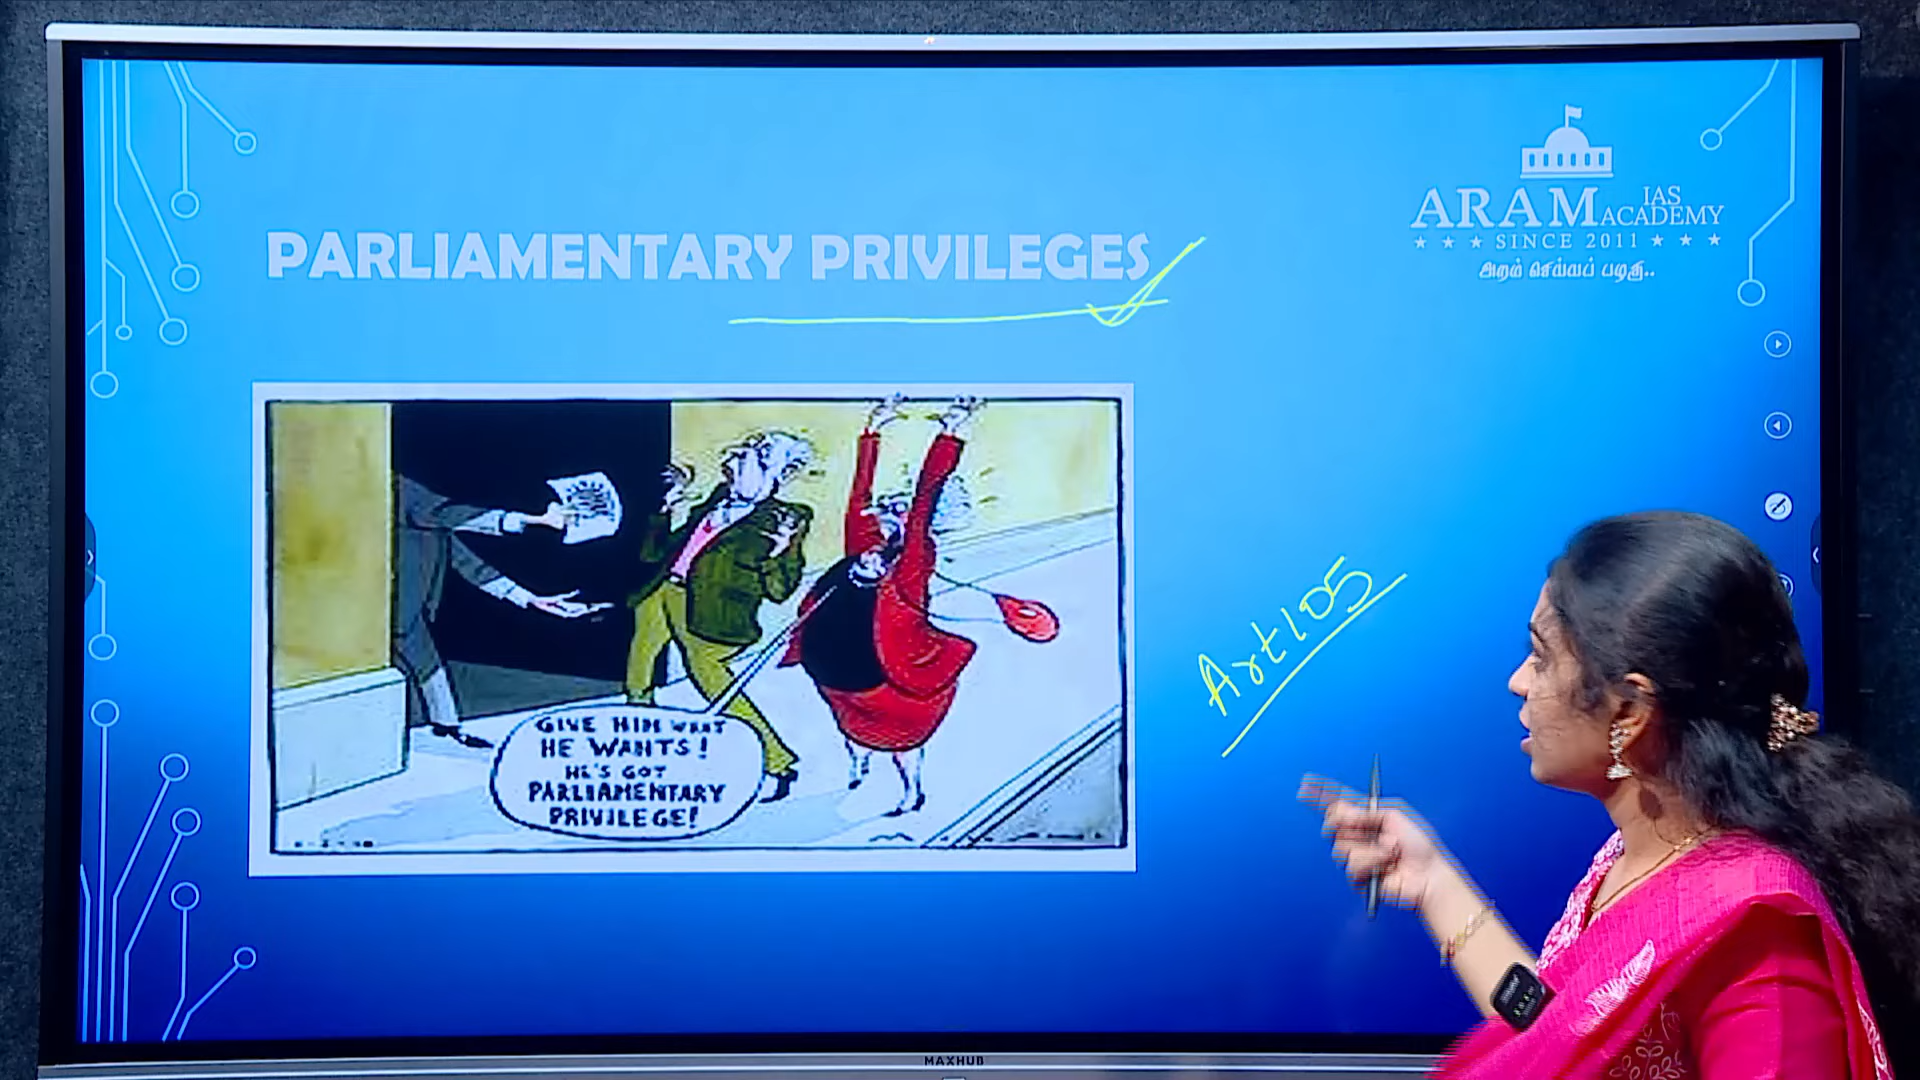 ARAM IAS ACADEMY
★ ★ ★ SINCE 2011 ★ ★ ★
அறம் செய்யப் பழகு..
PARLIAMENTARY PRIVILEGES
Art 105
GIVE HIM WHAT
HE WANTS!
HE'S GOT
PARLIAMENTARY
PRIVILEGE!
MAXHUB